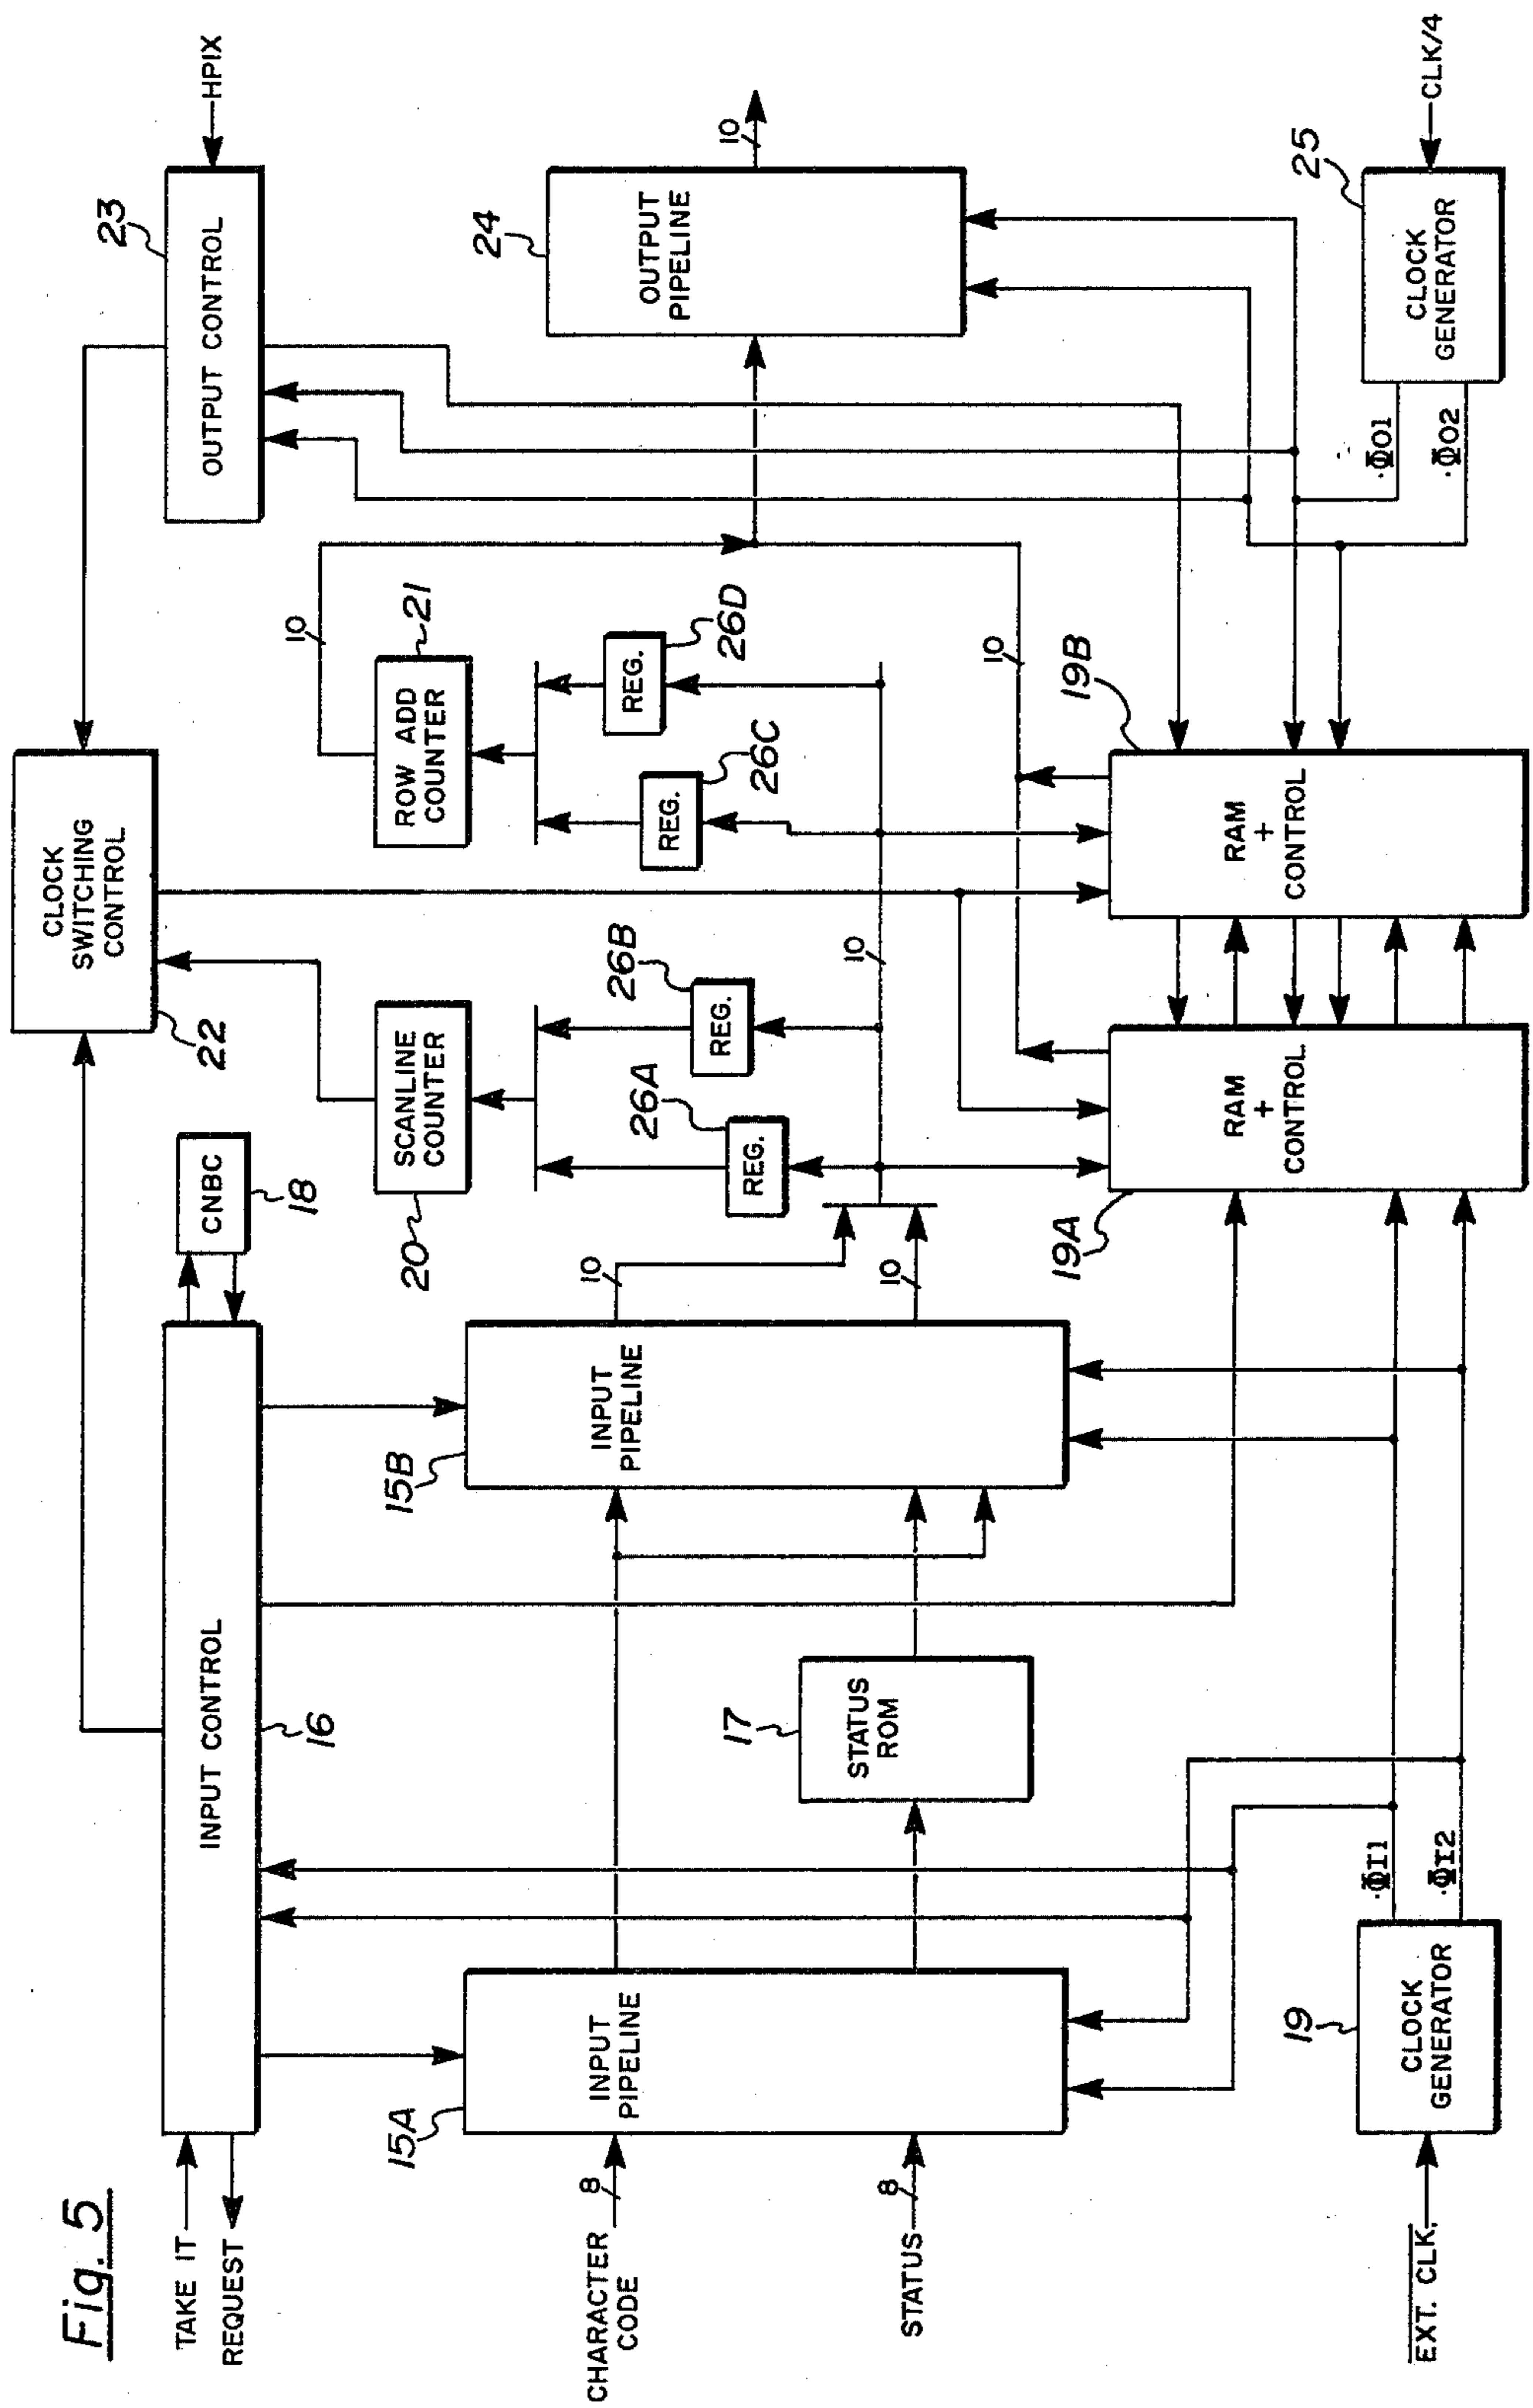 Fig. 5
TAKE IT
REQUEST
INPUT CONTROL
16
CNBC
18
CLOCK
SWITCHING
CONTROL
22
OUTPUT CONTROL
23
HPIX
CHARACTER
CODE
8
STATUS
8
15A
INPUT
PIPELINE
17
STATUS
ROM
15B
INPUT
PIPELINE
10
10
20
SCANLINE
COUNTER
26A
REG.
26B
REG.
10
ROW ADD
COUNTER
21
10
REG.
26C
REG.
26D
10
OUTPUT
PIPELINE
24
10
EXT. CLK.
19
CLOCK
GENERATOR
ΦI1
ΦI2
19A
RAM
+
CONTROL
19B
RAM
+
CONTROL
ΦO1
ΦO2
CLOCK
GENERATOR
25
CLK/4